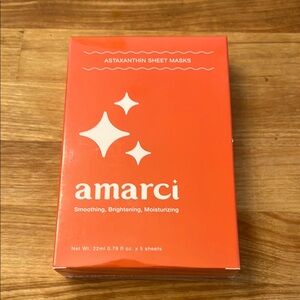 ASTAXANTHIN SHEET MASKS
amarci
Smoothing, Brightening, Moisturizing
Net Wt. 22ml 0.78 fl oz. x 5 sheets